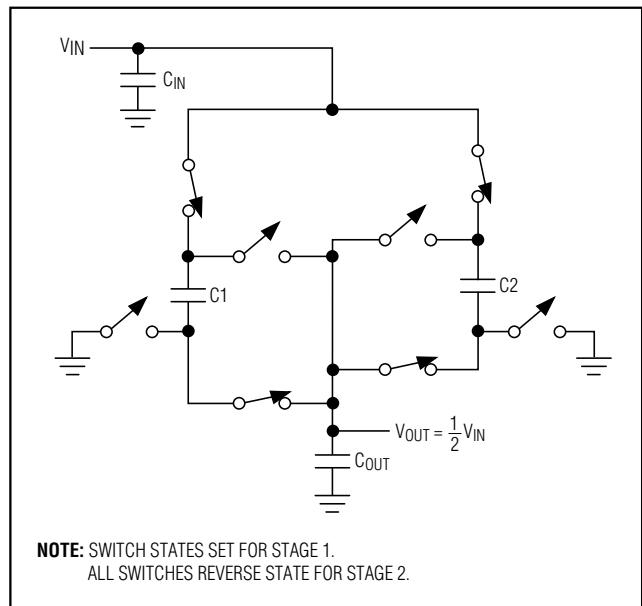 VIN
CIN
C1
C2
VOUT = 1/2 VIN
COUT
NOTE: SWITCH STATES SET FOR STAGE 1.
ALL SWITCHES REVERSE STATE FOR STAGE 2.